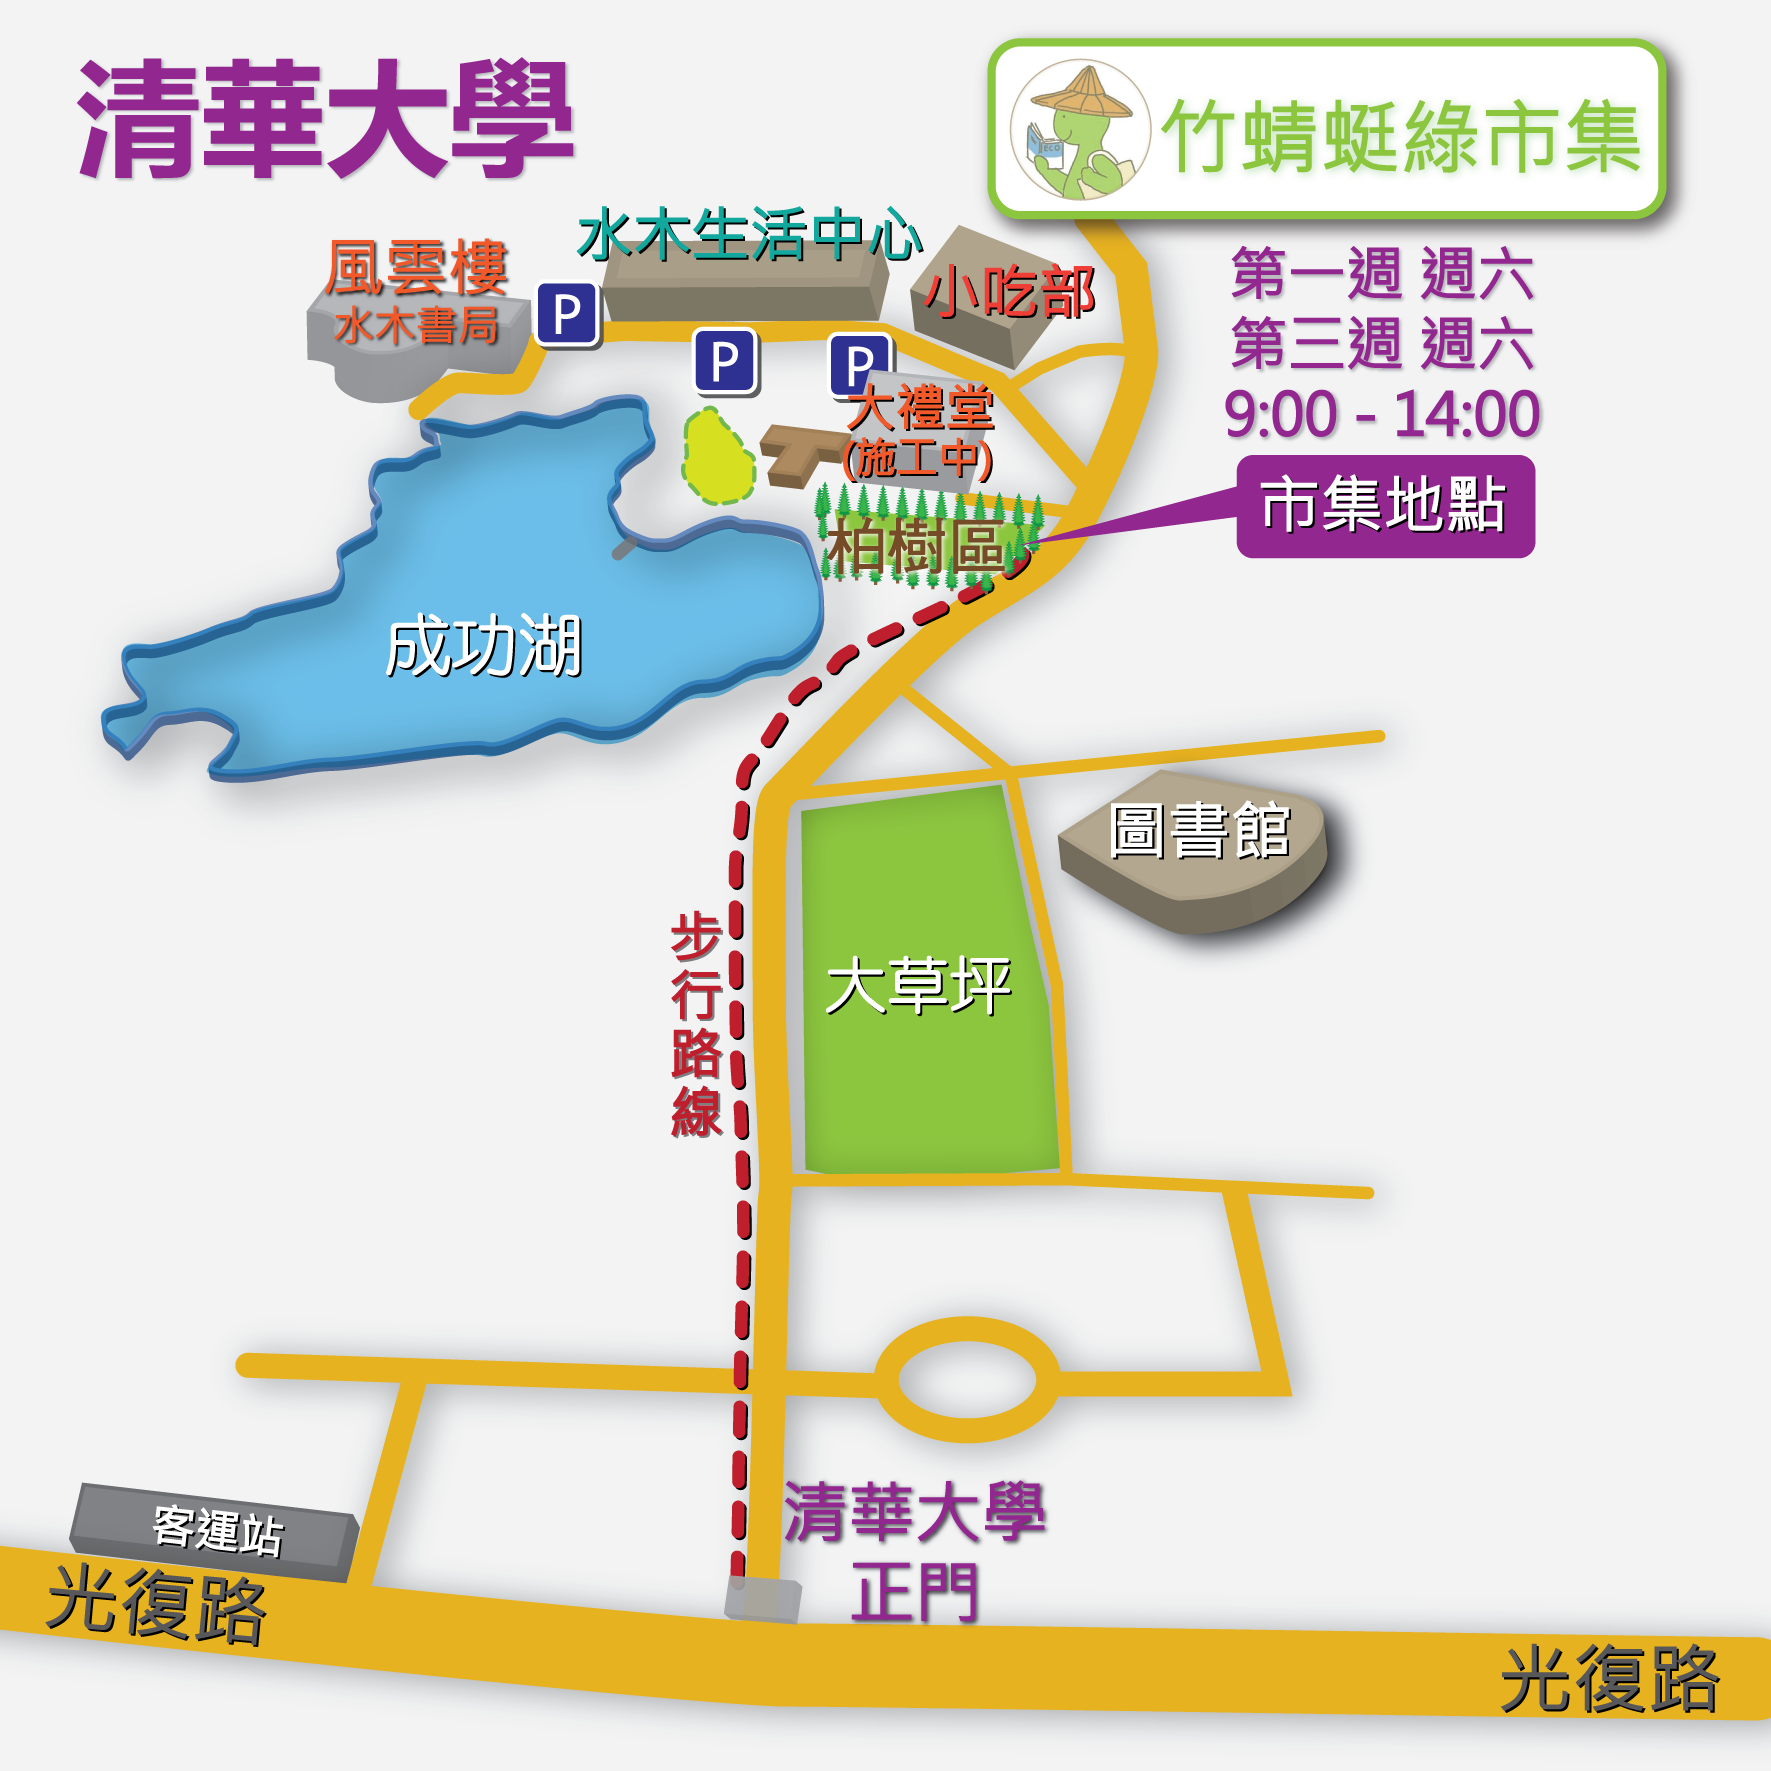 清華大學
ECO
竹蜻蜓綠市集
水木生活中心
風雲樓
水木書局
小吃部
第一週 週六
第三週 週六
9:00 - 14:00
P
P
P
大禮堂
(施工中)
市集地點
柏樹區
成功湖
圖書館
步行路線
大草坪
清華大學
正門
客運站
光復路
光復路